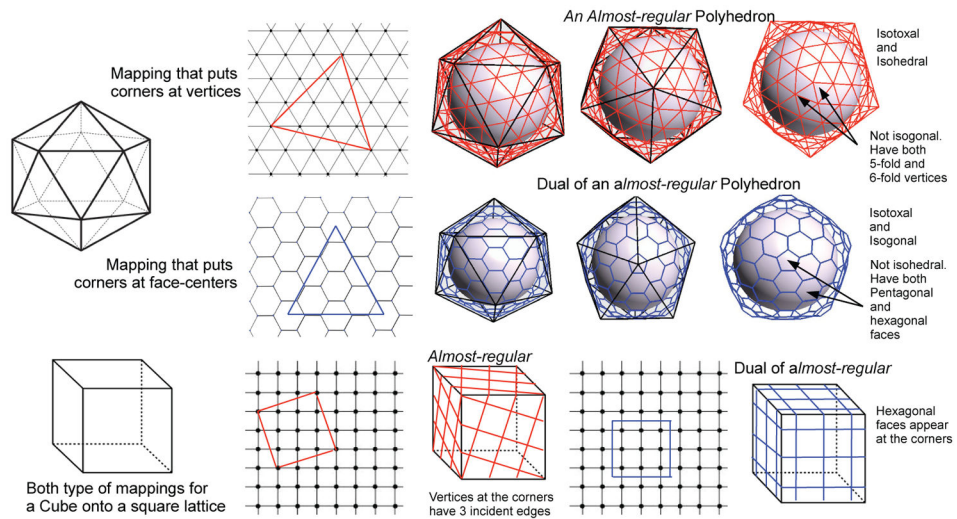 An Almost-regular Polyhedron
Mapping that puts
corners at vertices
Isotoxal
and
Isohedral
Not isogonal.
Have both
5-fold and
6-fold vertices
Dual of an almost-regular Polyhedron
Mapping that puts
corners at face-centers
Isotoxal
and
Isogonal
Not isohedral.
Have both
Pentagonal
and
hexagonal
faces
Almost-regular
Dual of almost-regular
Hexagonal
faces appear
at the corners
Both type of mappings for
a Cube onto a square lattice
Vertices at the corners
have 3 incident edges